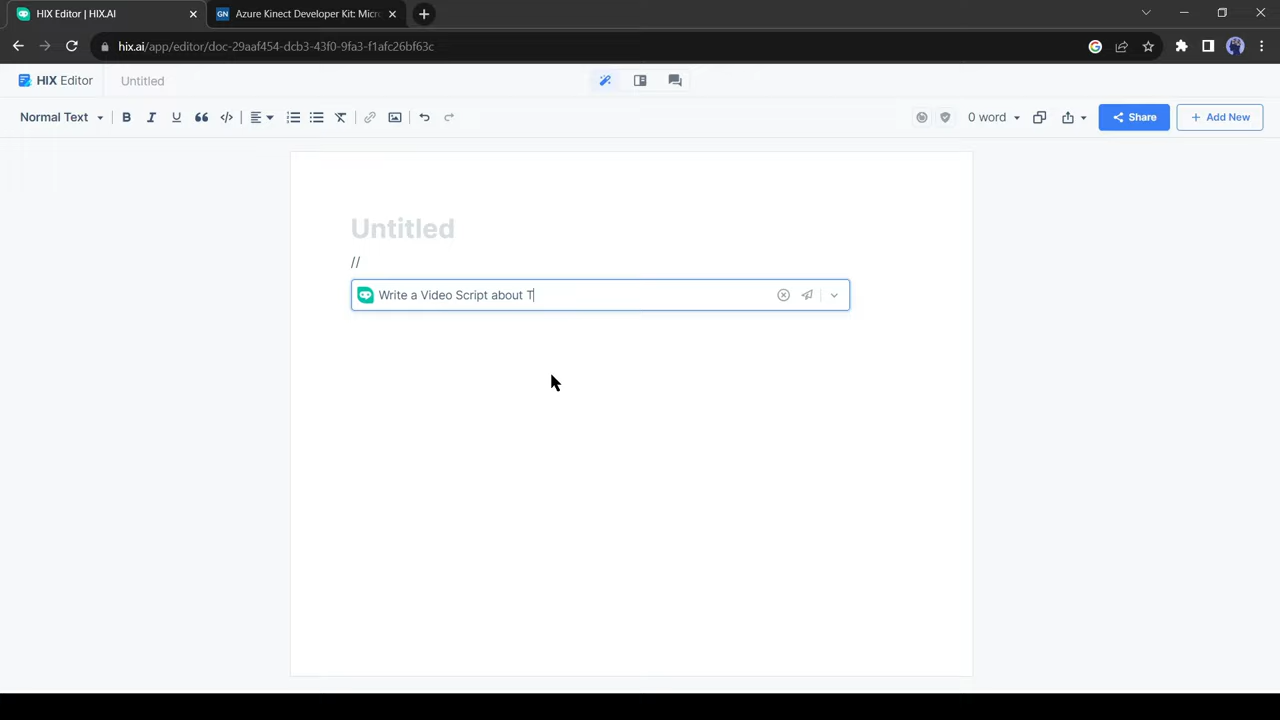 HIX Editor | HIX.AI
Azure Kinect Developer Kit: Micr
hix.ai/app/editor/doc-29aaf454-dcb3-43f0-9fa3-f1afc26bf63c
HIX Editor
Untitled
Normal Text
B I U
0 word
Share
+ Add New
Untitled
//
Write a Video Script about T